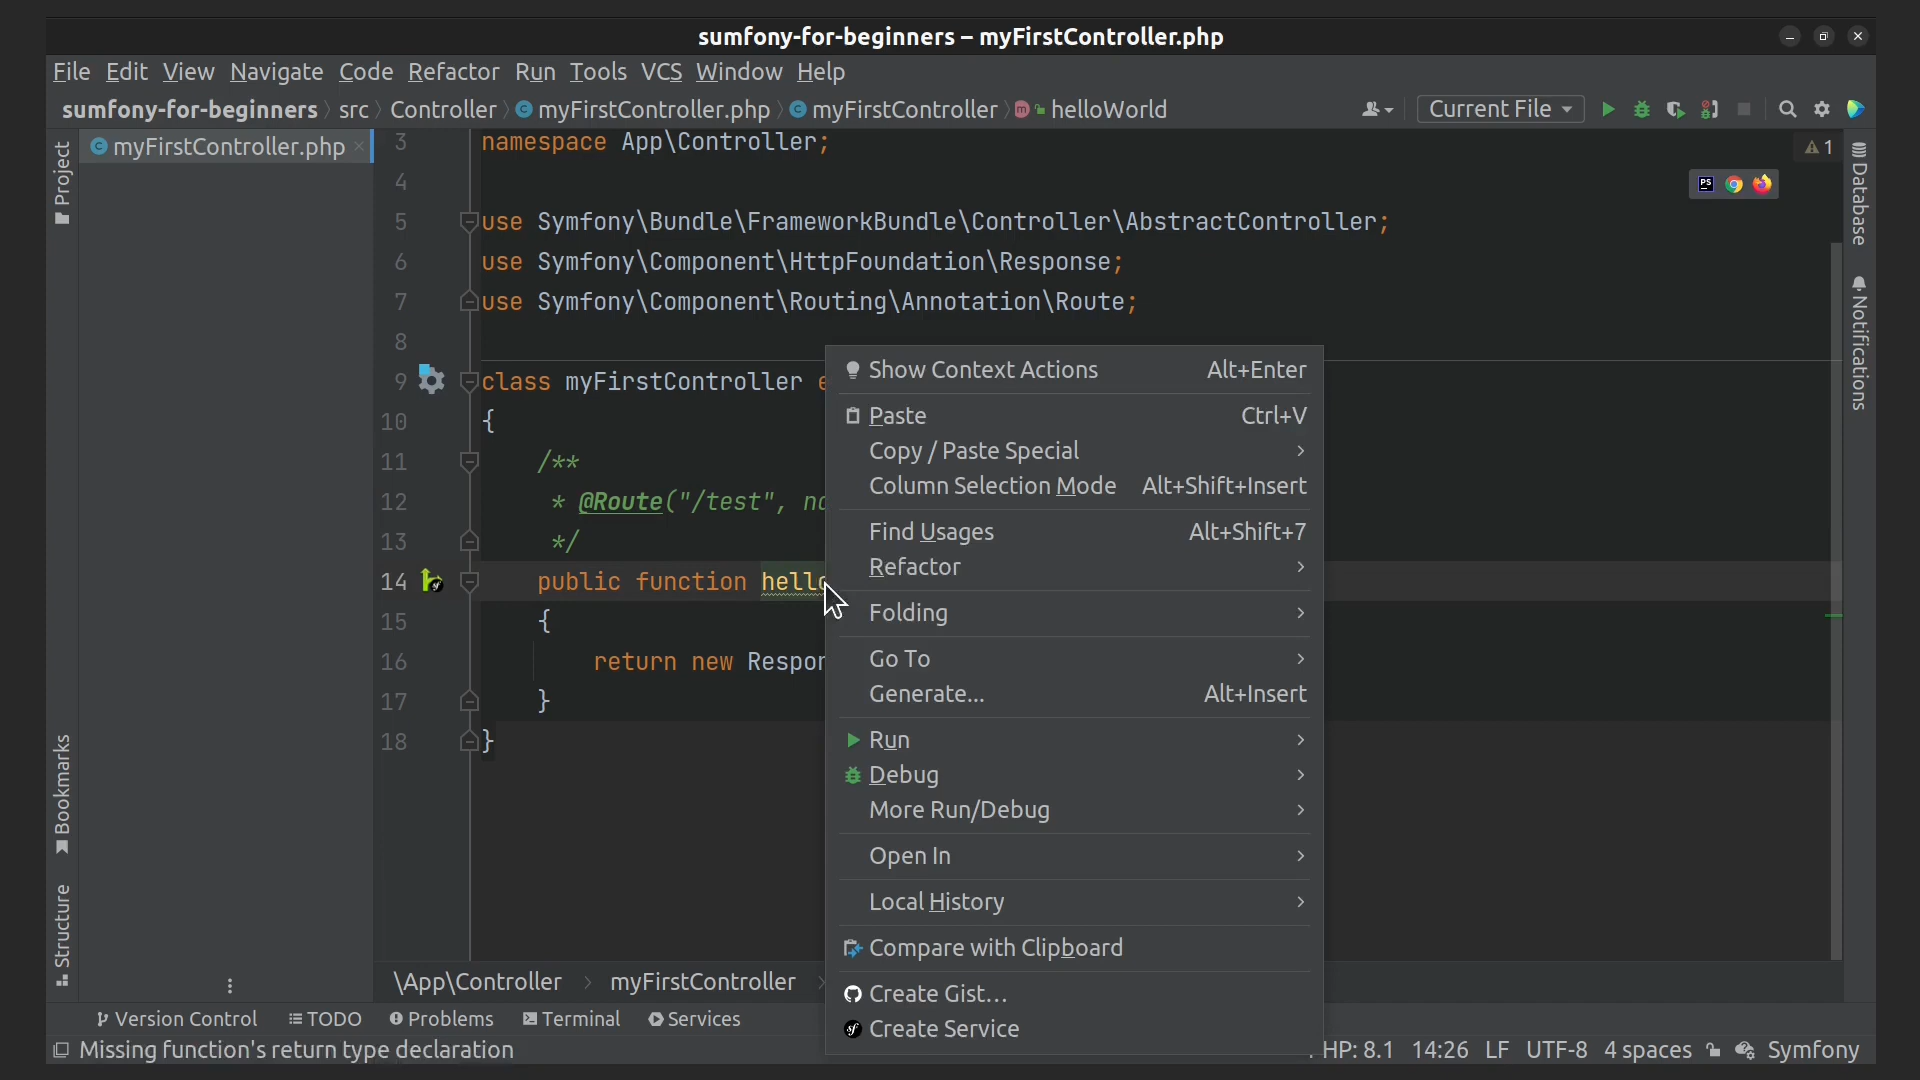 sumfony-for-beginners – myFirstController.php
File Edit View Navigate Code Refactor Run Tools VCS Window Help
sumfony-for-beginners src Controller myFirstController.php myFirstController helloWorld Current File
Project
Bookmarks
Structure
myFirstController.php
3 namespace App\Controller;
4
5 use Symfony\Bundle\FrameworkBundle\Controller\AbstractController;
6 use Symfony\Component\HttpFoundation\Response;
7 use Symfony\Component\Routing\Annotation\Route;
8
9 class myFirstController e
10 {
11 /**
12 * @Route("/test", na
13 */
14 public function hello
15 {
16 return new Respon
17 }
18 }
1
PS
Database
Notifications
Show Context Actions Alt+Enter
Paste Ctrl+V
Copy / Paste Special
Column Selection Mode Alt+Shift+Insert
Find Usages Alt+Shift+7
Refactor
Folding
Go To
Generate... Alt+Insert
Run
Debug
More Run/Debug
Open In
Local History
Compare with Clipboard
Create Gist...
Create Service
\App\Controller myFirstController
Version Control TODO Problems Terminal Services
Missing function's return type declaration HP: 8.1 14:26 LF UTF-8 4 spaces Symfony